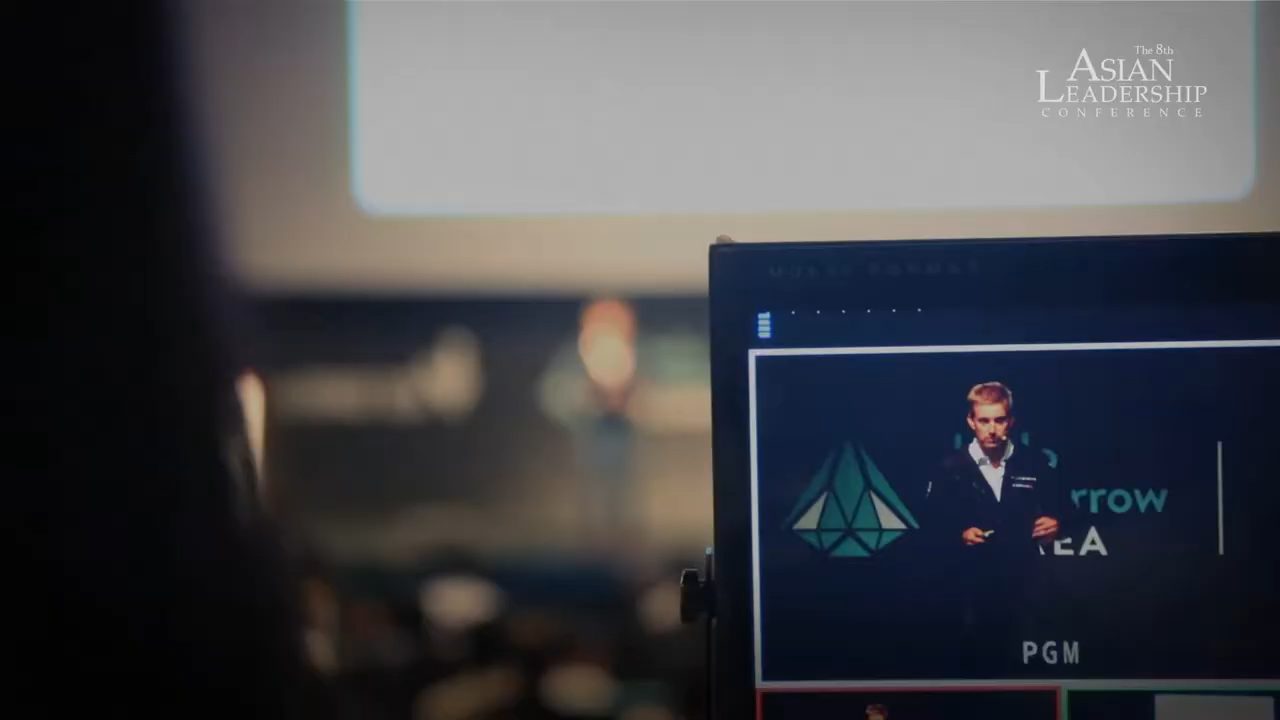 The 8th
ASIAN
LEADERSHIP
CONFERENCE
rrow
EA
PGM